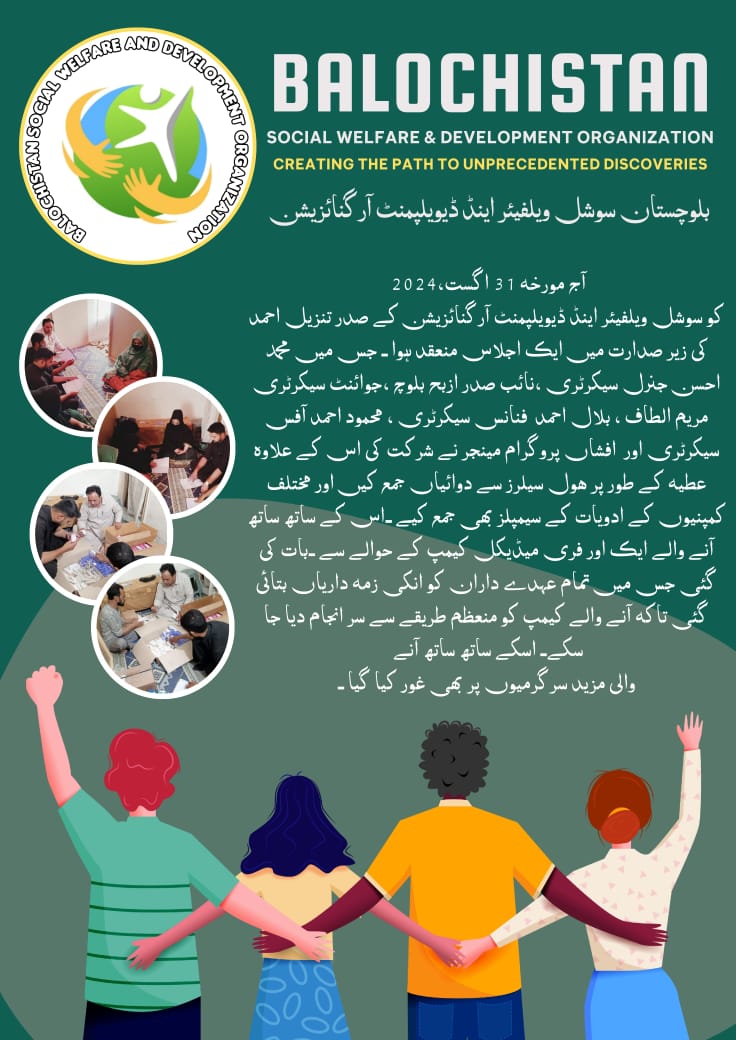 BALOCHISTAN SOCIAL WELFARE AND DEVELOPMENT ORGANIZATION
BALOCHISTAN
SOCIAL WELFARE & DEVELOPMENT ORGANIZATION
CREATING THE PATH TO UNPRECEDENTED DISCOVERIES
بلوچستان سوشل ویلفیئر اینڈ ڈیویلپمنٹ آرگنائزیشن
آج مورخہ 31 اگست،2024
کو سوشل ویلفیئر اینڈ ڈیویلپمنٹ آرگنائزیشن کے صدر تنزیل احمد
کی زیر صدارت میں ایک اجلاس منعقد ہوا ۔ جس میں محمد
احسن جنرل سیکرٹری ،نائب صدر ازبح بلوچ ،جوائنٹ سیکرٹری
مریم الطاف ، بلال احمد فنانس سیکرٹری ، محمود احمد آفس
سیکرٹری اور افشاں پروگرام مینجر نے شرکت کی اس کے علاوہ
عطیہ کے طور پر ھول سیلرز سے دوائیاں جمع کیں اور مختلف
کمپنیوں کے ادویات کے سیمپلز بھی جمع کیے ۔اس کے ساتھ ساتھ
آنے والے ایک اور فری میڈیکل کیمپ کے حوالے سے ۔بات کی
گئی جس میں تمام عہدے داران کو انکی زمہ داریاں بتائی
گئی تاکہ آنے والے کیمپ کو منعظم طریقے سے سر انجام دیا جا
سکے۔ اسکے ساتھ ساتھ آنے
والی مزید سرگرمیوں پر بھی غور کیا گیا ۔